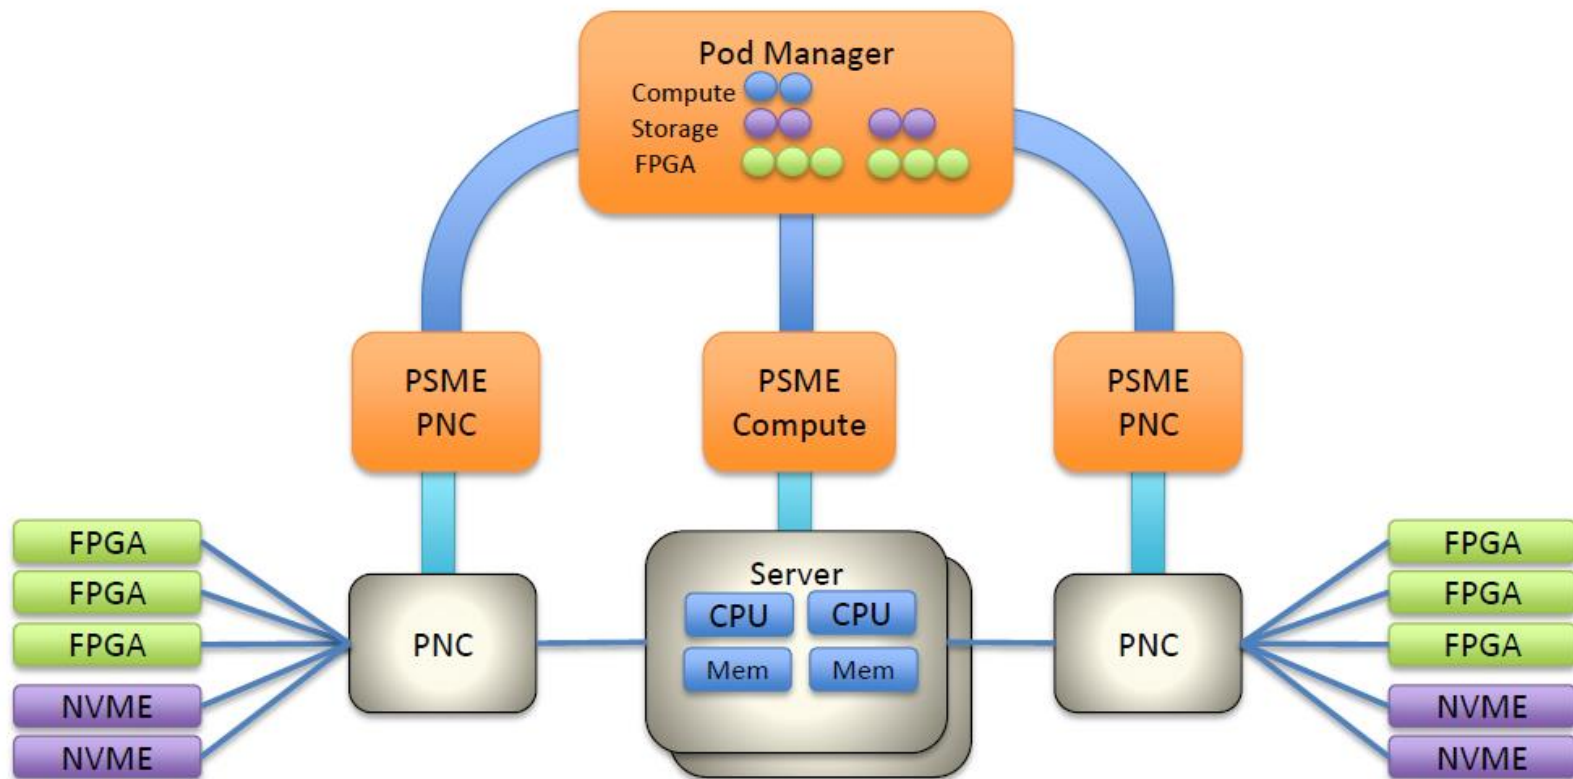 Pod Manager
Compute
Storage
FPGA
PSME
PNC
PSME
Compute
PSME
PNC
FPGA
FPGA
FPGA
NVME
NVME
PNC
Server
CPU CPU
Mem Mem
PNC
FPGA
FPGA
FPGA
NVME
NVME